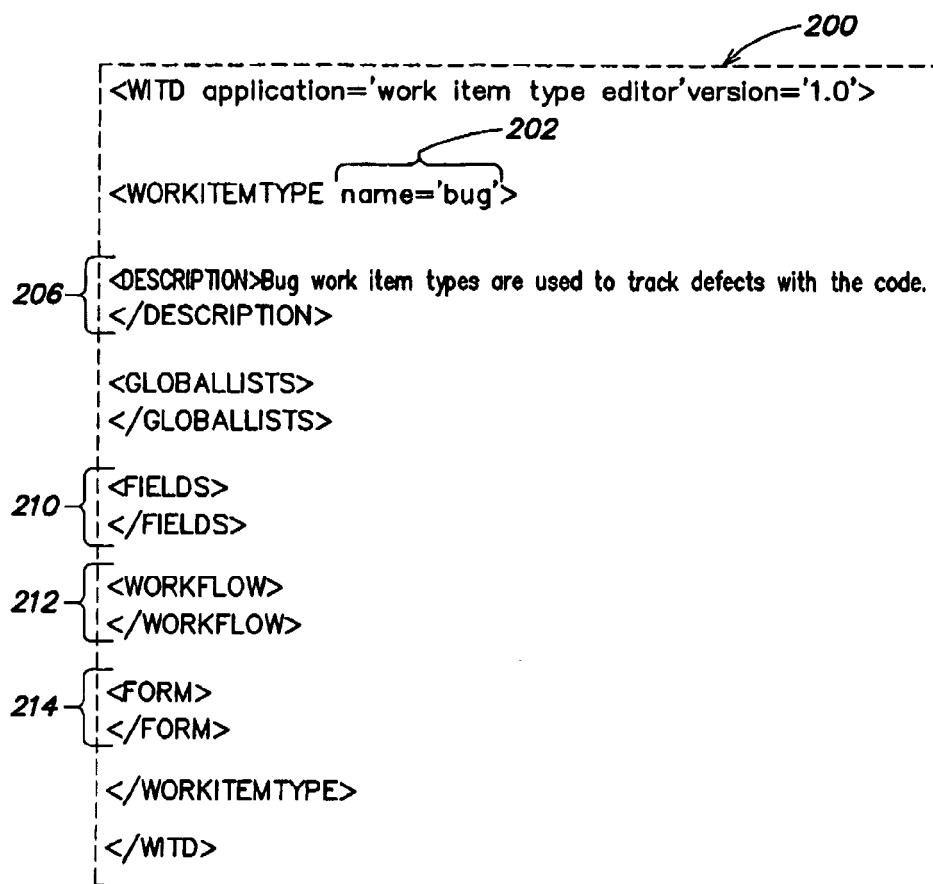 200
<WITD application='work item type editor'version='1.0'>
202
<WORKITEMTYPE name='bug'>
206
<DESCRIPTION>Bug work item types are used to track defects with the code.
</DESCRIPTION>
<GLOBALLISTS>
</GLOBALLISTS>
210
<FIELDS>
</FIELDS>
212
<WORKFLOW>
</WORKFLOW>
214
<FORM>
</FORM>
</WORKITEMTYPE>
</WITD>